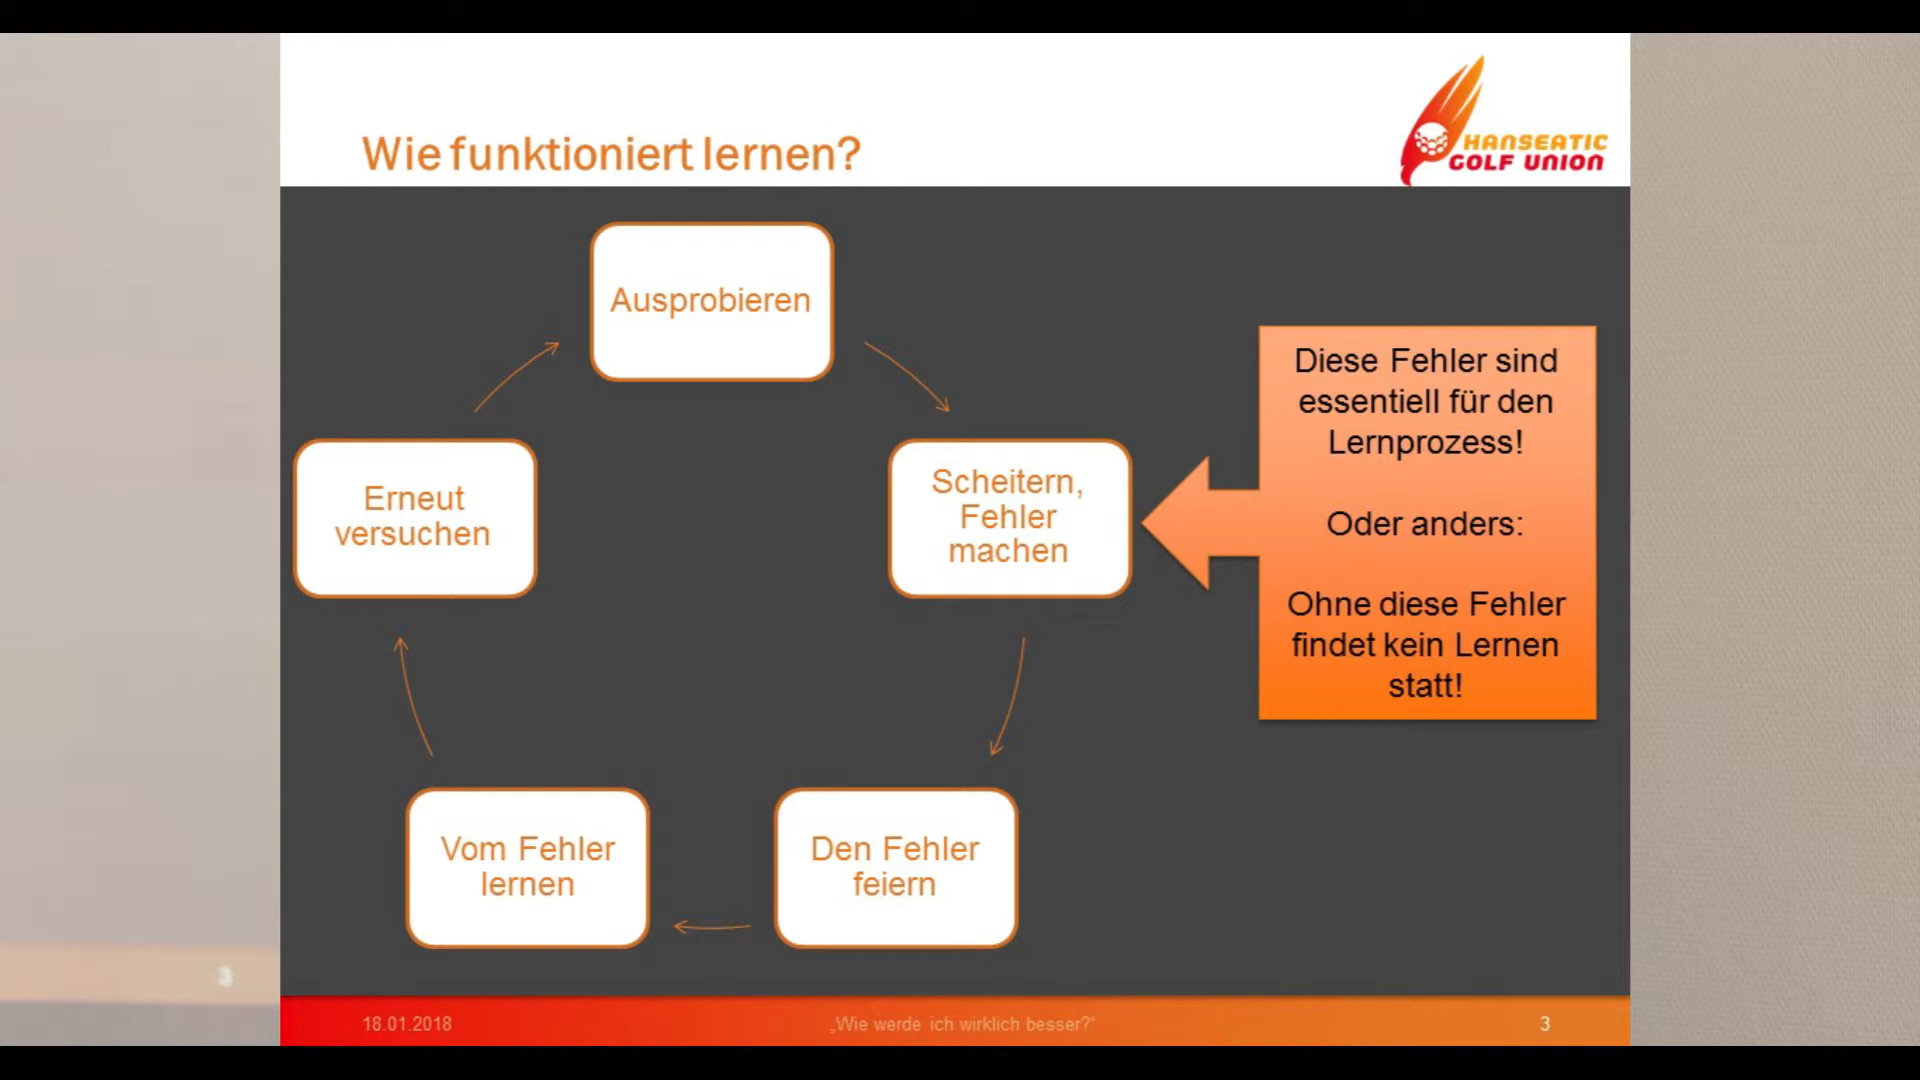 Wie funktioniert lernen?
HANSEATIC
GOLF UNION
Ausprobieren
Scheitern,
Fehler
machen
Diese Fehler sind
essentiell für den
Lernprozess!
Oder anders:
Ohne diese Fehler
findet kein Lernen
statt!
Erneut
versuchen
Vom Fehler
lernen
Den Fehler
feiern
3
18.01.2018
„Wie werde ich wirklich besser?“
3